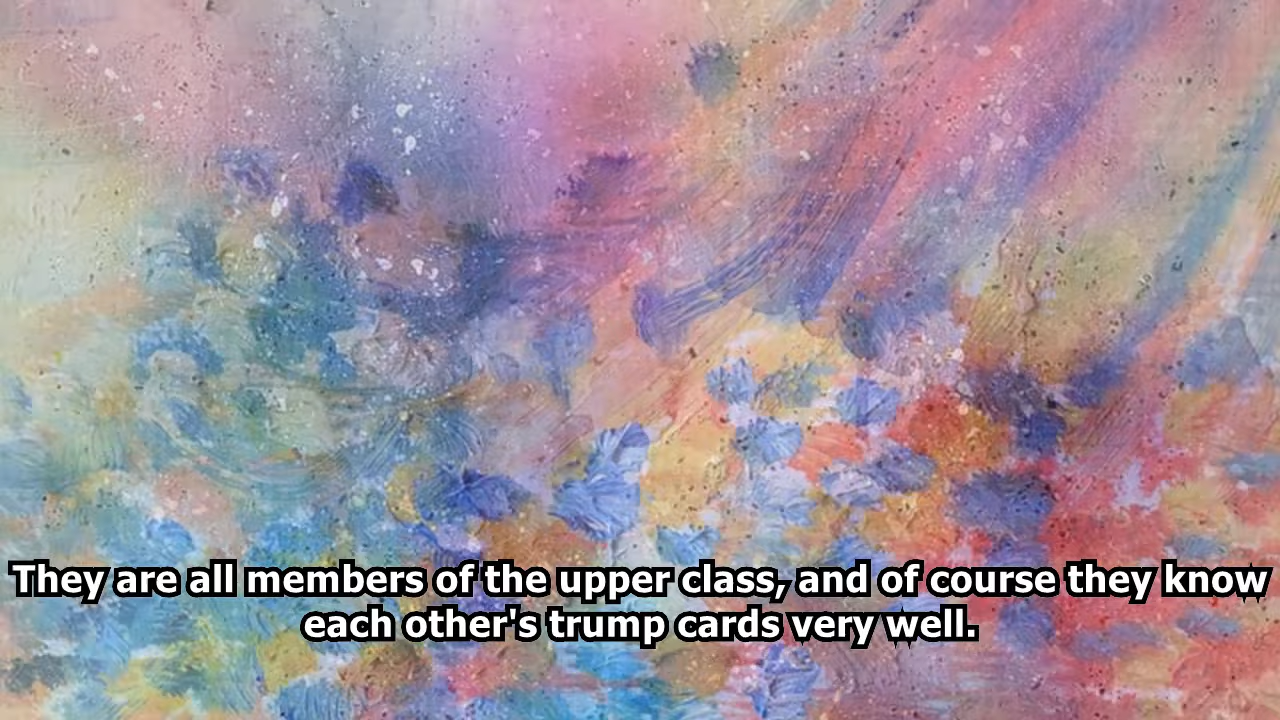 They are all members of the upper class, and of course they know
each other's trump cards very well.